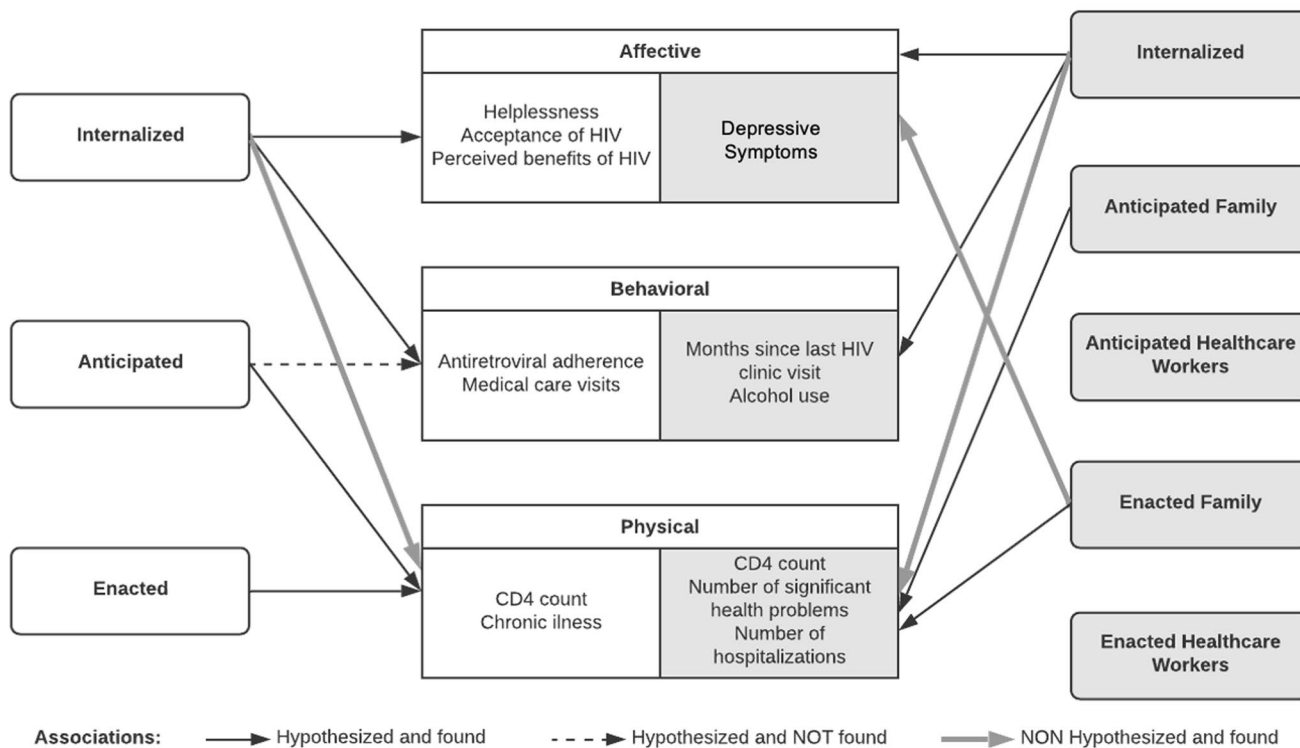 Internalized
Anticipated
Enacted
Affective
Helplessness
Acceptance of HIV
Perceived benefits of HIV
Depressive
Symptoms
Behavioral
Antiretroviral adherence
Medical care visits
Months since last HIV
clinic visit
Alcohol use
Physical
CD4 count
Chronic ilness
CD4 count
Number of significant
health problems
Number of
hospitalizations
Internalized
Anticipated Family
Anticipated Healthcare
Workers
Enacted Family
Enacted Healthcare
Workers
Associations: Hypothesized and found Hypothesized and NOT found NON Hypothesized and found